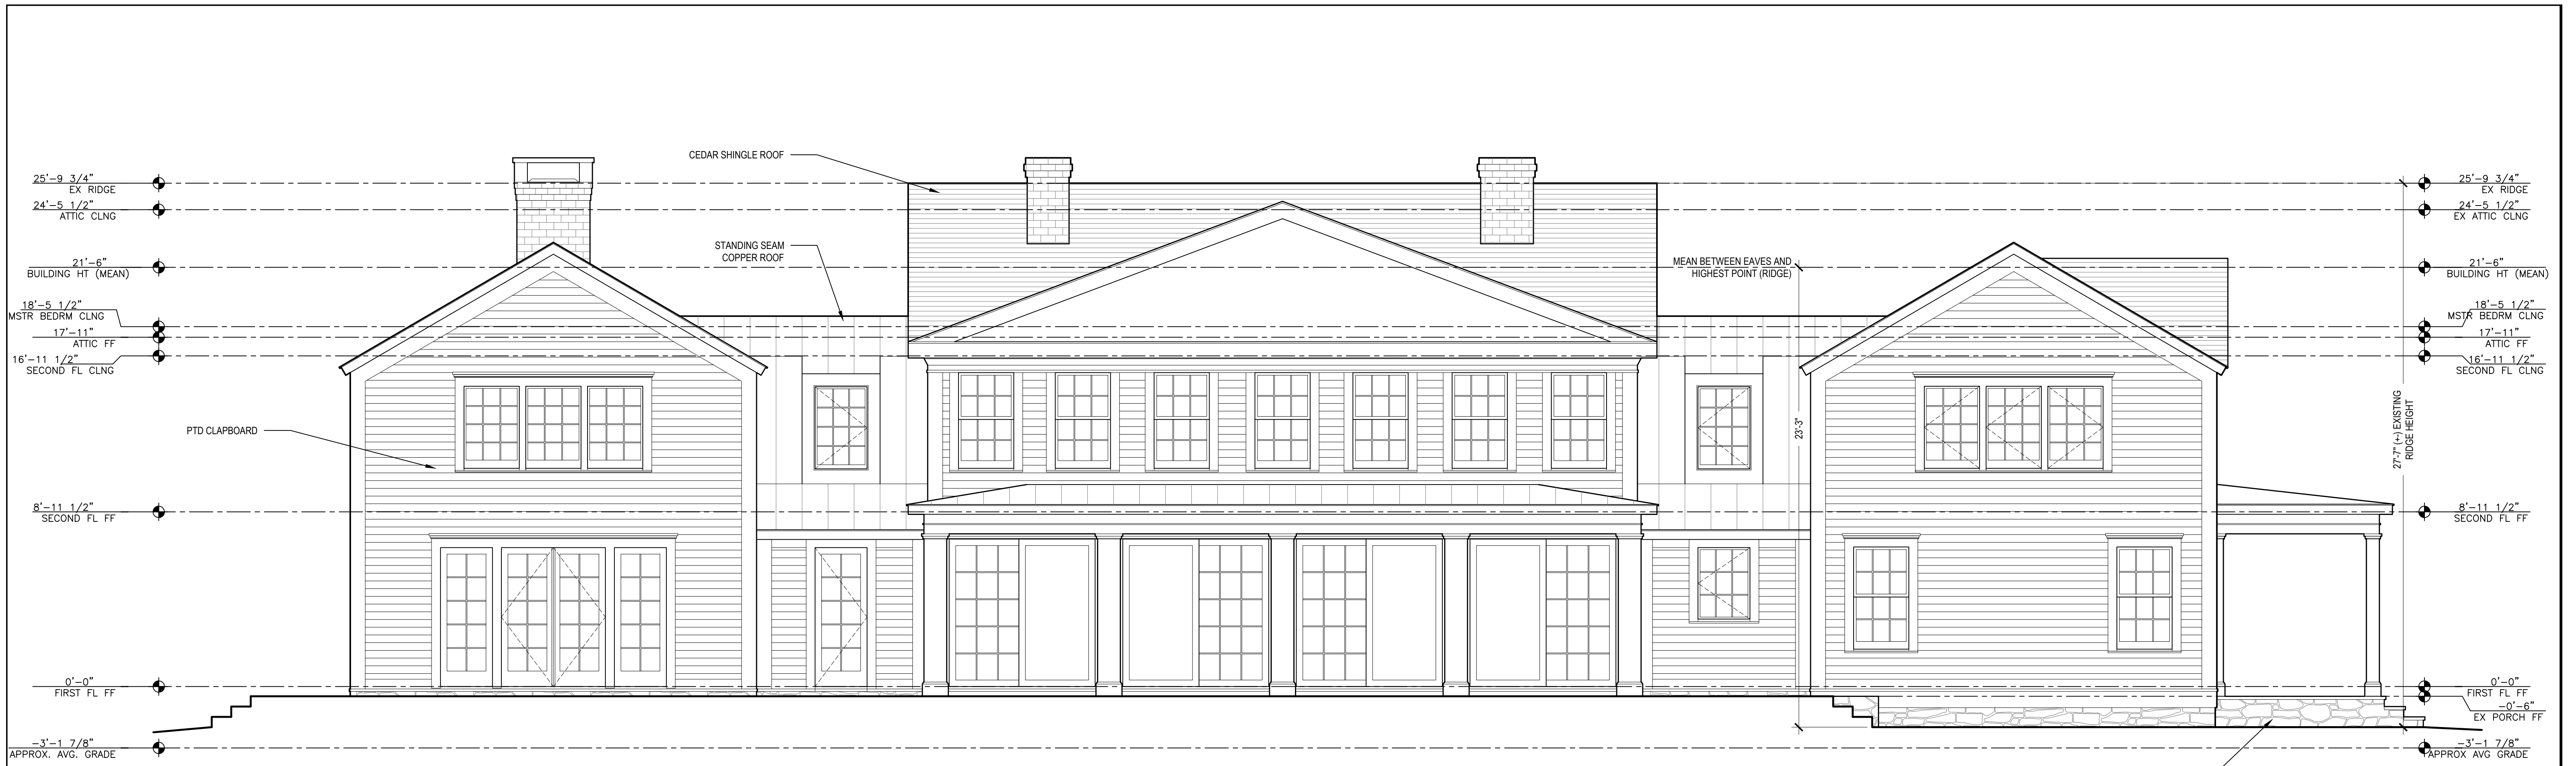 25'-9 3/4"
EX RIDGE
24'-5 1/2"
ATTIC CLNG
21'-6"
BUILDING HT (MEAN)
18'-5 1/2"
MSTR BEDRM CLNG
17'-11"
ATTIC FF
16'-11 1/2"
SECOND FL CLNG
8'-11 1/2"
SECOND FL FF
0'-0"
FIRST FL FF
-3'-1 7/8"
APPROX. AVG. GRADE
PTD CLAPBOARD
CEDAR SHINGLE ROOF
STANDING SEAM
COPPER ROOF
MEAN BETWEEN EAVES AND
HIGHEST POINT (RIDGE)
23'-3"
27'-7" (+-) EXISTING
RIDGE HEIGHT
25'-9 3/4"
EX RIDGE
24'-5 1/2"
EX ATTIC CLNG
21'-6"
BUILDING HT (MEAN)
18'-5 1/2"
MSTR BEDRM CLNG
17'-11"
ATTIC FF
16'-11 1/2"
SECOND FL CLNG
8'-11 1/2"
SECOND FL FF
0'-0"
FIRST FL FF
-0'-6"
EX PORCH FF
-3'-1 7/8"
APPROX AVG GRADE